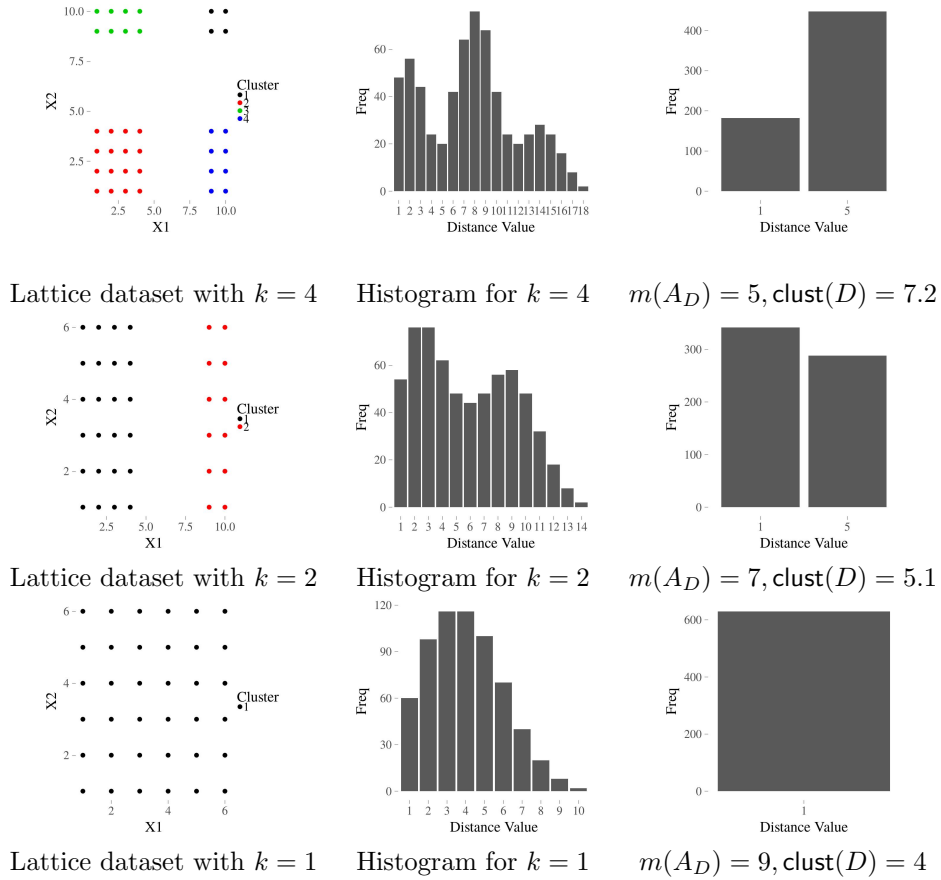 10.0
7.5
5.0
2.5
X2
2.5 5.0 7.5 10.0
X1
Cluster
1
2
3
4
60
40
20
0
Freq
1 2 3 4 5 6 7 8 9 10 11 12 13 14 15 16 17 18
Distance Value
400
300
200
100
0
Freq
1 5
Distance Value
Lattice dataset with k = 4 Histogram for k = 4 m(A_D) = 5, clust(D) = 7.2
6
4
2
X2
2.5 5.0 7.5 10.0
X1
Cluster
1
2
60
40
20
0
Freq
1 2 3 4 5 6 7 8 9 10 11 12 13 14
Distance Value
300
200
100
0
Freq
1 5
Distance Value
Lattice dataset with k = 2 Histogram for k = 2 m(A_D) = 7, clust(D) = 5.1
6
4
2
X2
2 4 6
X1
Cluster
1
120
90
60
30
0
Freq
1 2 3 4 5 6 7 8 9 10
Distance Value
600
400
200
0
Freq
1
Distance Value
Lattice dataset with k = 1 Histogram for k = 1 m(A_D) = 9, clust(D) = 4